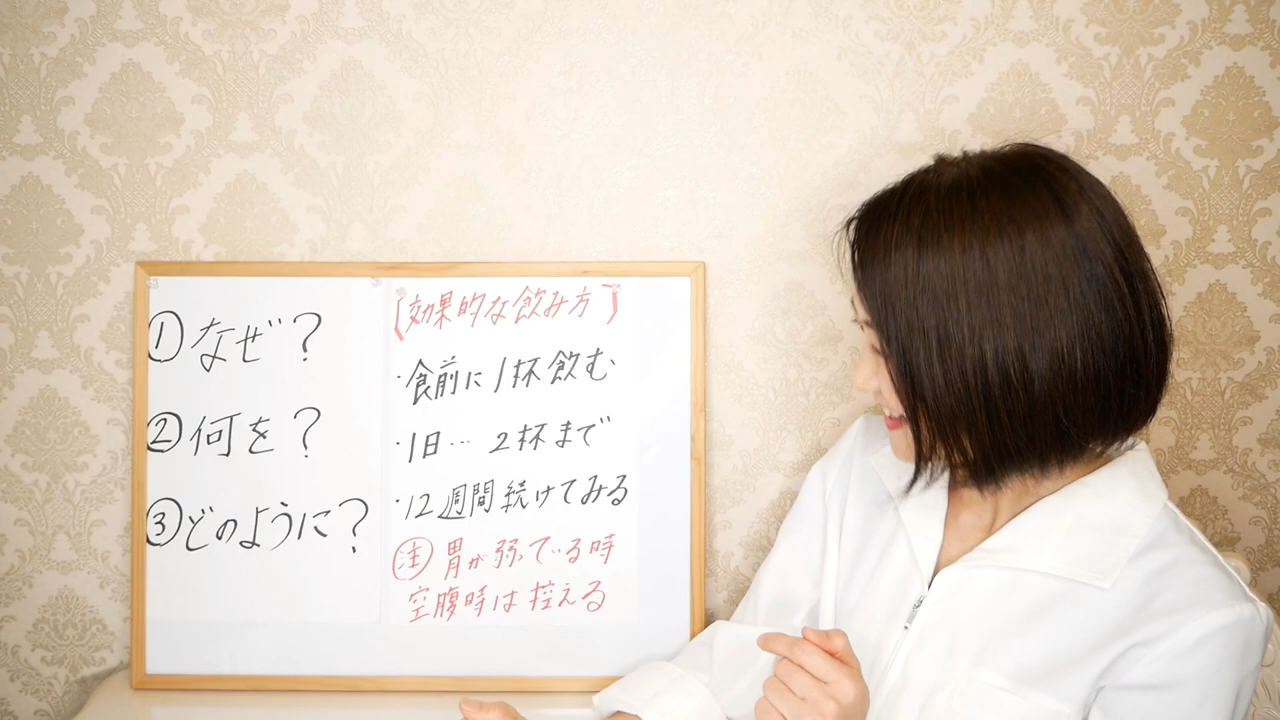 ①なぜ？
②何を？
③どのように？
【効果的な飲み方】
・食前に1杯飲む
・1日… 2杯まで
・12週間続けてみる
㊟ 胃が弱っている時
空腹時は控える